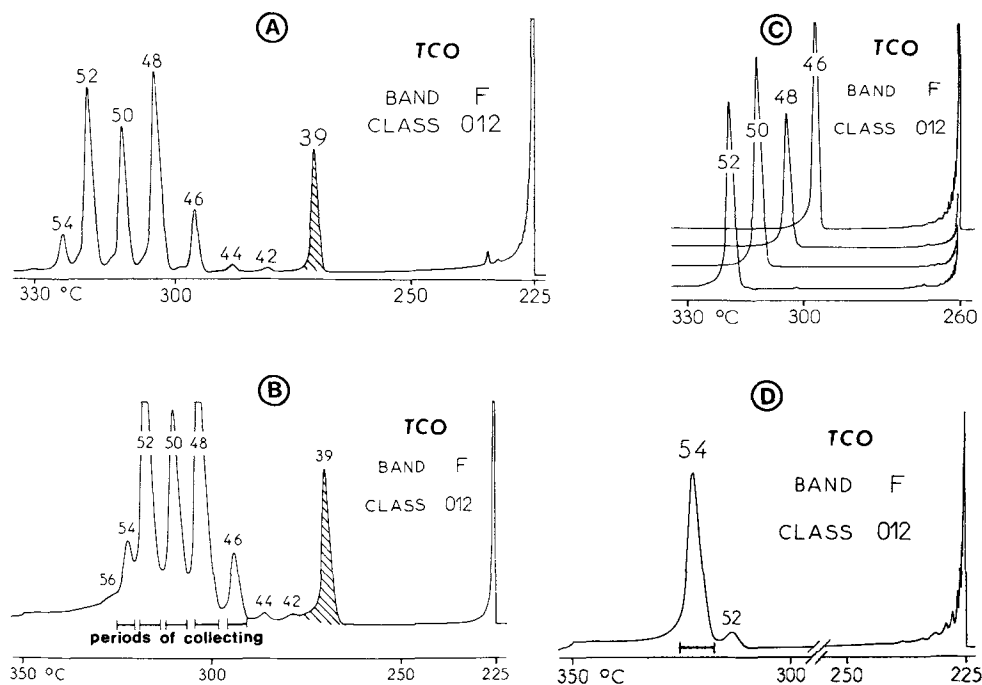 A
TCO
BAND F
CLASS 012
54
52
50
48
46
44
42
39
330 °C
300
250
225
C
TCO
BAND F
CLASS 012
52
50
48
46
330 °C
300
260
B
TCO
BAND F
CLASS 012
56
54
52
50
48
46
44
42
39
periods of collecting
350 °C
300
250
225
D
TCO
BAND F
CLASS 012
54
52
350 °C
300
250
225